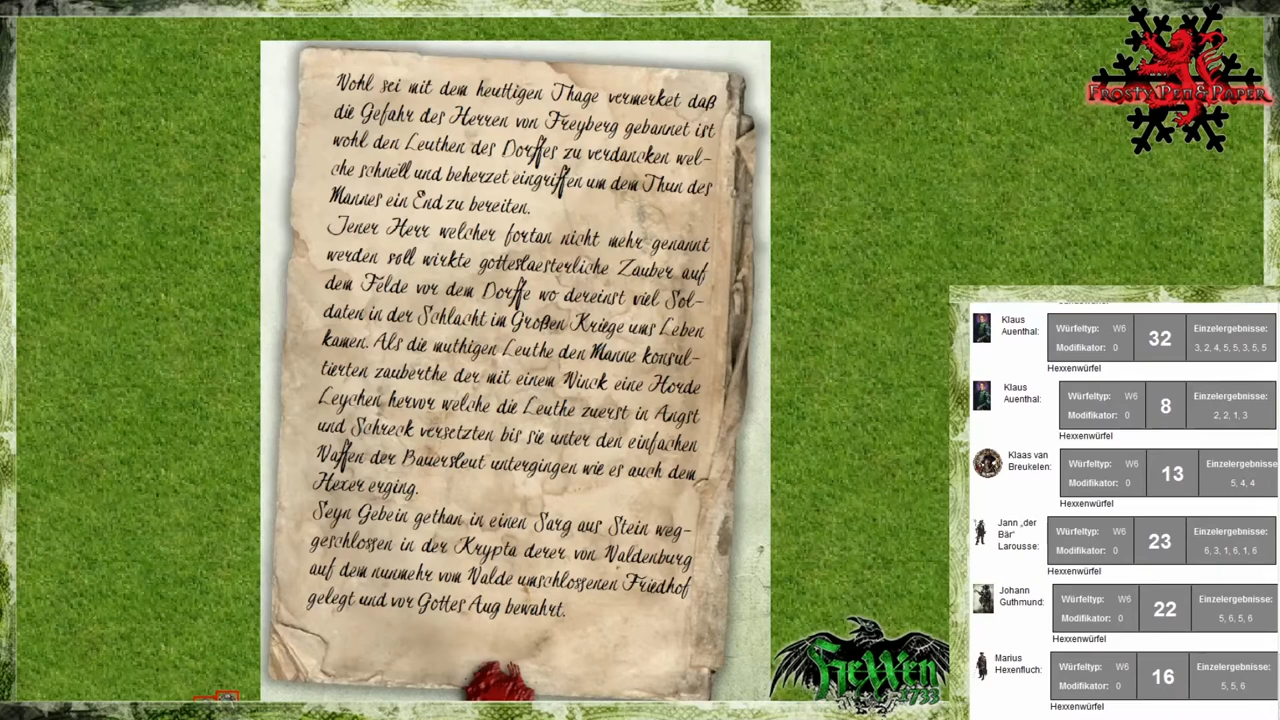 Wohl sei mit dem heuttigen Thage vermerket daß
die Gefahr des Herren von Freyberg gebannet ist
wohl den Leuthen des Dorffes zu verdancken wel-
che schnell und beherzet eingriffen um dem Thun des
Mannes ein End zu bereiten.
Jener Herr welcher fortan nicht mehr genannt
werden soll wirkte gotteslaesterliche Zauber auf
dem Felde vor dem Dorffe wo dereinst viel Sol-
daten in der Schlacht im Großen Kriege ums Leben
kamen. Als die muthigen Leuthe den Manne konsul-
tierten zauberthe der mit einem Winck eine Horde
Leychen hervor welche die Leuthe zuerst in Angst
und Schreck versetzten bis sie unter den einfachen
Waffen der Bauersleut untergingen wie es auch dem
Hexer erging.
Seyn Gebein gethan in einen Sarg aus Stein weg-
geschlossen in der Krypta derer von Waldenburg
auf dem nunmehr vom Walde umschlossenen Friedhof
gelegt und vor Gottes Aug bewahrt.
Frosty Pen & Paper
Klaus
Auenthal:
Würfeltyp: W6
Modifikator: 0
32
Einzelergebnisse:
3, 2, 4, 5, 5, 3, 5, 5
Hexxenwürfel
Klaus
Auenthal:
Würfeltyp: W6
Modifikator: 0
8
Einzelergebnisse:
2, 2, 1, 3
Hexxenwürfel
Klaas van
Breukelen:
Würfeltyp: W6
Modifikator: 0
13
Einzelergebnisse
5, 4, 4
Hexxenwürfel
Jann „der
Bär“
Larousse:
Würfeltyp: W6
Modifikator: 0
23
Einzelergebnisse:
6, 3, 1, 6, 1, 6
Hexxenwürfel
Johann
Guthmund:
Würfeltyp: W6
Modifikator: 0
22
Einzelergebnisse:
5, 6, 5, 6
Hexxenwürfel
Marius
Hexenfluch:
Würfeltyp: W6
Modifikator: 0
16
Einzelergebnisse:
5, 5, 6
Hexxenwürfel
HeXXen
1733